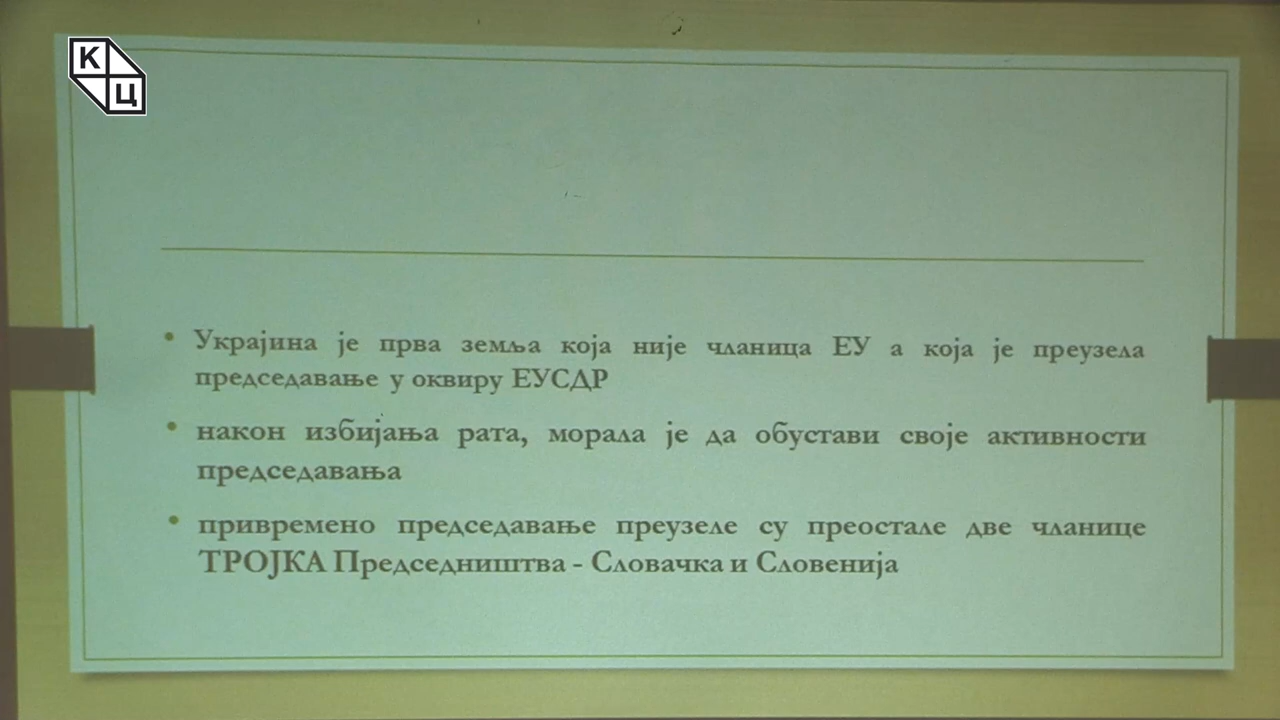 К
Ц
Украјина је прва земља која није чланица ЕУ а која је преузела
председавање у оквиру ЕУСДР
након избијања рата, морала је да обустави своје активности
председавања
привремено председавање преузеле су преостале две чланице
ТРОЈКА Председништва - Словачка и Словенија